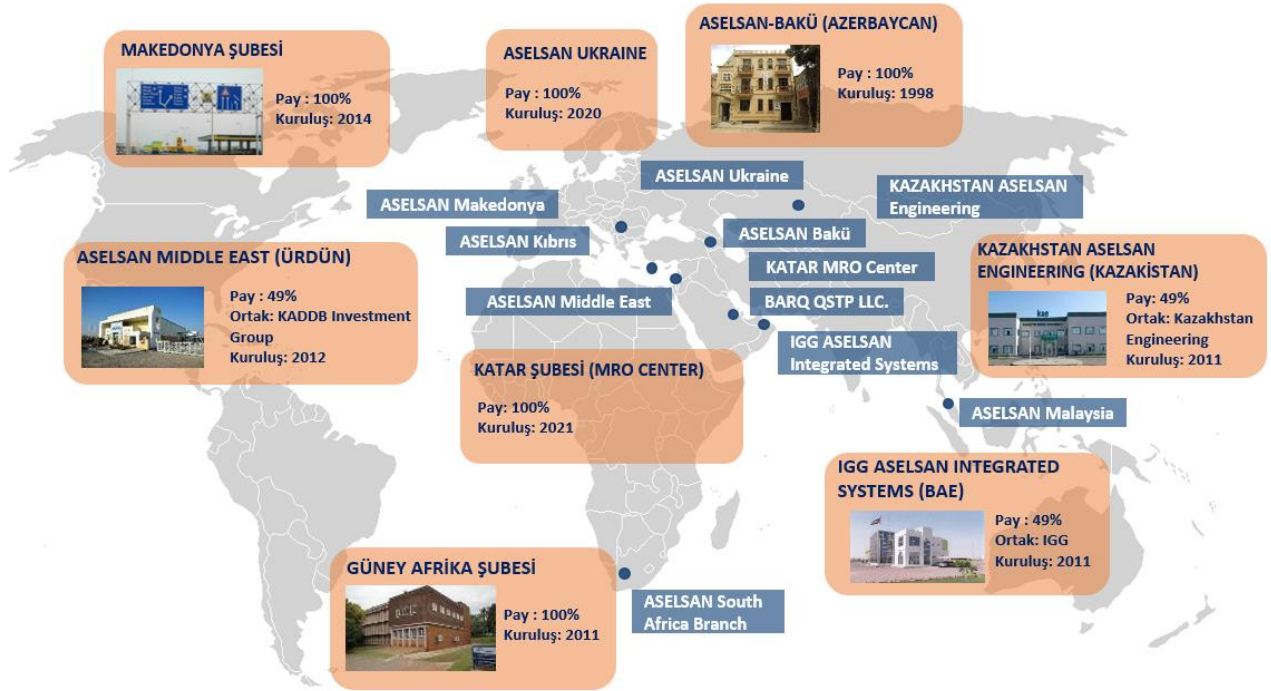 MAKEDONYA ŞUBESİ
Pay : 100%
Kuruluş: 2014
ASELSAN UKRAINE
Pay : 100%
Kuruluş: 2020
ASELSAN-BAKÜ (AZERBAYCAN)
Pay : 100%
Kuruluş: 1998
ASELSAN Ukraine
KAZAKHSTAN ASELSAN
Engineering
ASELSAN Makedonya
ASELSAN Kıbrıs
ASELSAN Bakü
KATAR MRO Center
ASELSAN Middle East
BARQ QSTP LLC.
IGG ASELSAN
Integrated Systems
ASELSAN MIDDLE EAST (ÜRDÜN)
Pay : 49%
Ortak: KADDB Investment
Group
Kuruluş: 2012
KAZAKHSTAN ASELSAN
ENGINEERING (KAZAKİSTAN)
kae
Pay: 49%
Ortak: Kazakhstan
Engineering
Kuruluş: 2011
KATAR ŞUBESİ (MRO CENTER)
Pay: 100%
Kuruluş: 2021
ASELSAN Malaysia
IGG ASELSAN INTEGRATED
SYSTEMS (BAE)
Pay : 49%
Ortak: IGG
Kuruluş: 2011
GÜNEY AFRİKA ŞUBESİ
Pay : 100%
Kuruluş: 2011
ASELSAN South
Africa Branch